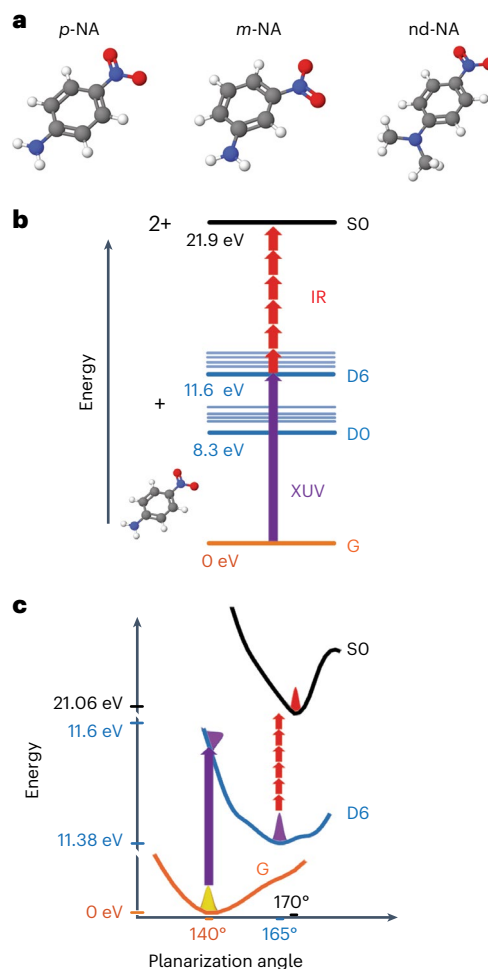 a
p-NA
m-NA
nd-NA
b
2+
S0
21.9 eV
IR
Energy
D6
11.6 eV
+
D0
8.3 eV
XUV
G
0 eV
c
S0
21.06 eV
11.6 eV
Energy
D6
11.38 eV
G
170°
0 eV
140°
165°
Planarization angle